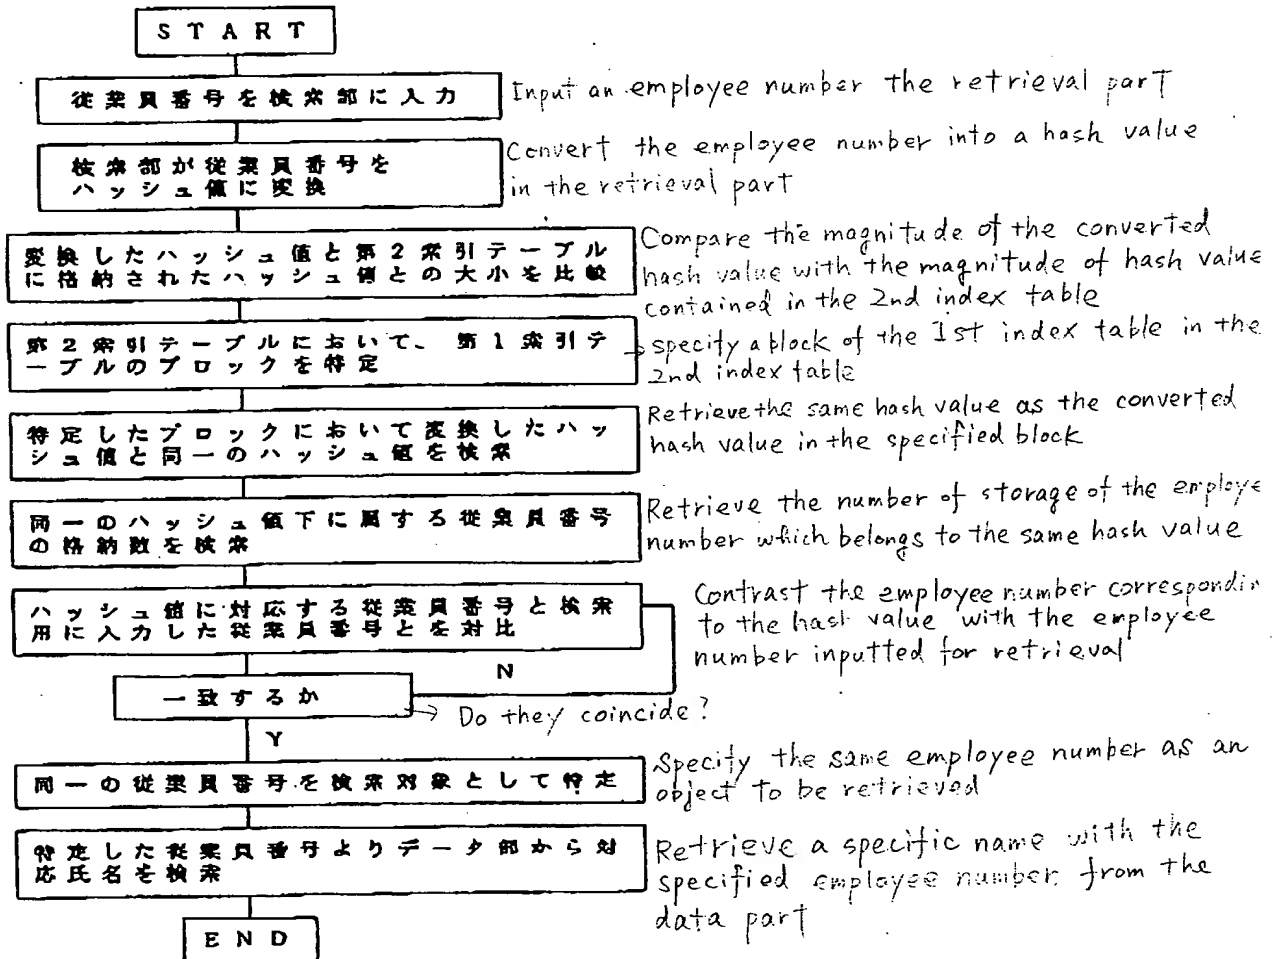 START
従業員番号を検索部に入力
Input an employee number the retrieval part
検索部が従業員番号を
ハッシュ値に変換
Convert the employee number into a hash value
in the retrieval part
変換したハッシュ値と第2索引テーブル
に格納されたハッシュ値との大小を比較
Compare the magnitude of the converted
hash value with the magnitude of hash value
contained in the 2nd index table
第2索引テーブルにおいて、第1索引テ
ーブルのブロックを特定
specify a block of the 1st index table in the
2nd index table
特定したブロックにおいて変換したハッ
シュ値と同一のハッシュ値を検索
Retrieve the same hash value as the converted
hash value in the specified block
同一のハッシュ値下に属する従業員番号
の格納数を検索
Retrieve the number of storage of the employe
number which belongs to the same hash value
ハッシュ値に対応する従業員番号と検索
用に入力した従業員番号とを対比
Contrast the employee number correspondin
to the hash value with the employee
number inputted for retrieval
N
一致するか
Do they coincide?
Y
同一の従業員番号を検索対象として特定
Specify the same employee number as an
object to be retrieved
特定した従業員番号よりデータ部から対
応氏名を検索
Retrieve a specific name with the
specified employee number from the
data part
END